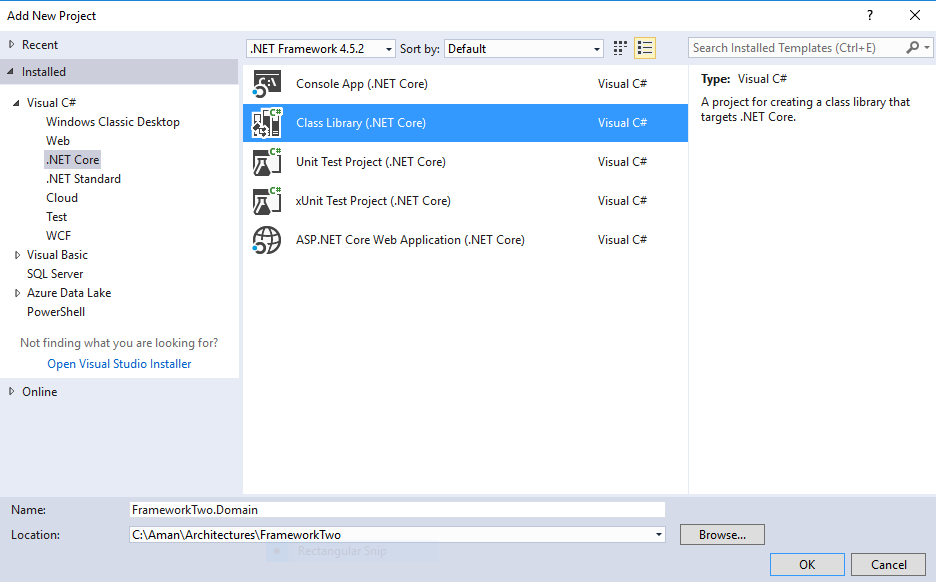 Add New Project
?
Recent
.NET Framework 4.5.2 Sort by: Default
Search Installed Templates (Ctrl+E)
Installed
Visual C#
Windows Classic Desktop
Web
.NET Core
.NET Standard
Cloud
Test
WCF
Visual Basic
SQL Server
Azure Data Lake
PowerShell
Not finding what you are looking for?
Open Visual Studio Installer
Online
Console App (.NET Core) Visual C#
Class Library (.NET Core) Visual C#
Unit Test Project (.NET Core) Visual C#
xUnit Test Project (.NET Core) Visual C#
ASP.NET Core Web Application (.NET Core) Visual C#
Type: Visual C#
A project for creating a class library that
targets .NET Core.
Name: FrameworkTwo.Domain
Location: C:\Aman\Architectures\FrameworkTwo Browse...
Rectangular Snip
OK Cancel